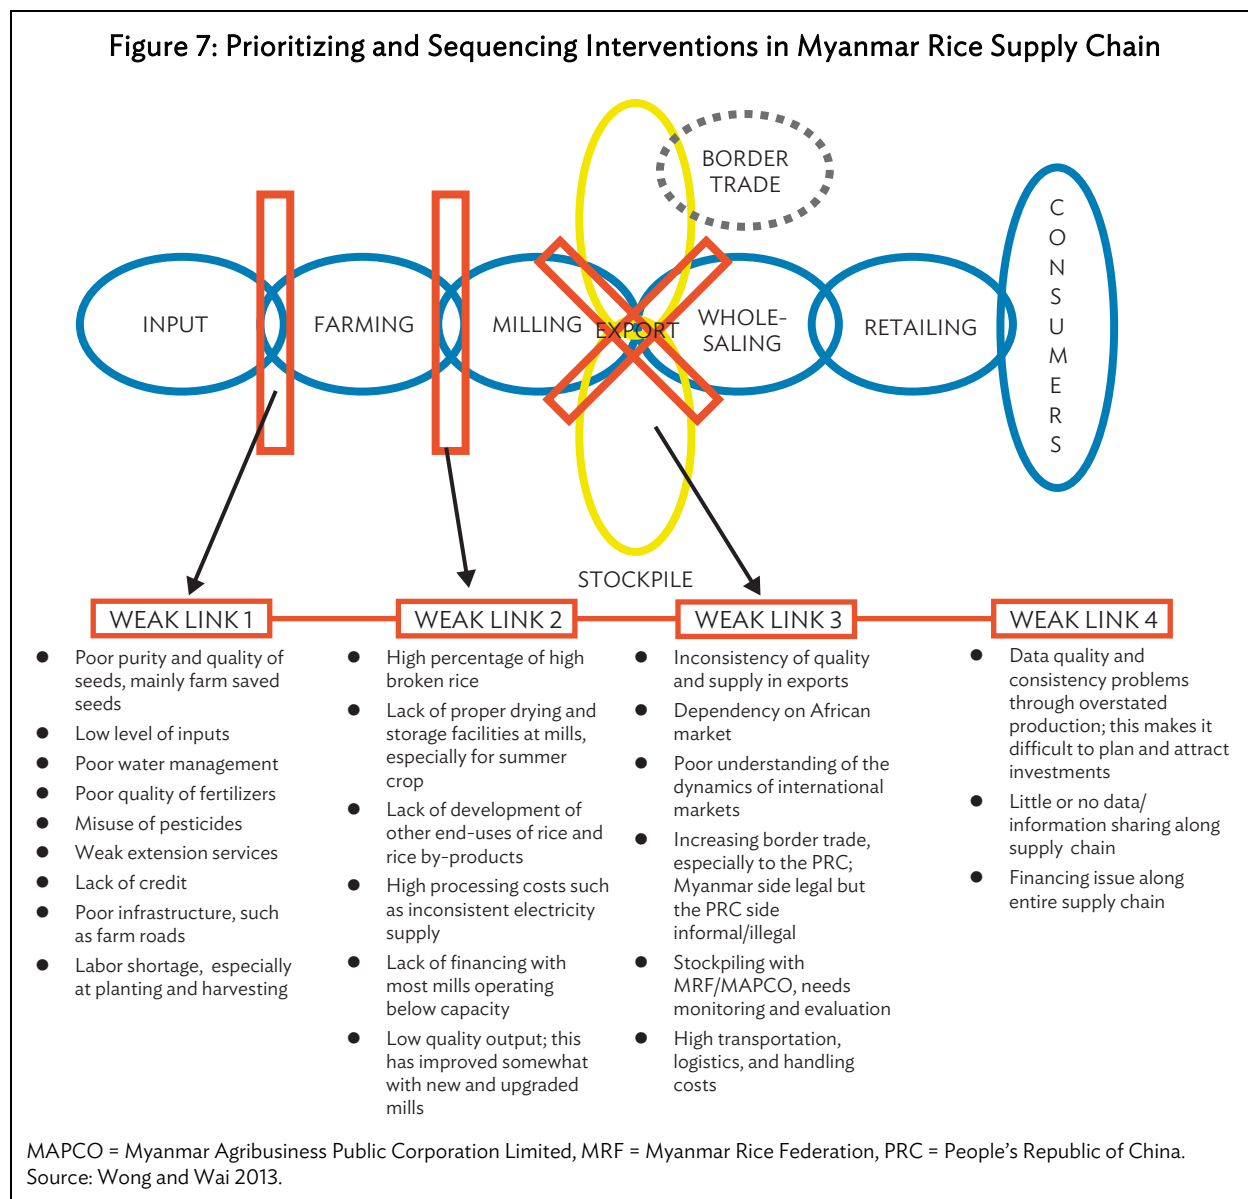 Figure 7: Prioritizing and Sequencing Interventions in Myanmar Rice Supply Chain
BORDER
TRADE
INPUT
FARMING
MILLING
EXPORT
WHOLE-
SALING
RETAILING
C
O
N
S
U
M
E
R
S
STOCKPILE
WEAK LINK 1
● Poor purity and quality of
seeds, mainly farm saved
seeds
● Low level of inputs
● Poor water management
● Poor quality of fertilizers
● Misuse of pesticides
● Weak extension services
● Lack of credit
● Poor infrastructure, such
as farm roads
● Labor shortage, especially
at planting and harvesting
WEAK LINK 2
● High percentage of high
broken rice
● Lack of proper drying and
storage facilities at mills,
especially for summer
crop
● Lack of development of
other end-uses of rice and
rice by-products
● High processing costs such
as inconsistent electricity
supply
● Lack of financing with
most mills operating
below capacity
● Low quality output; this
has improved somewhat
with new and upgraded
mills
WEAK LINK 3
● Inconsistency of quality
and supply in exports
● Dependency on African
market
● Poor understanding of the
dynamics of international
markets
● Increasing border trade,
especially to the PRC;
Myanmar side legal but
the PRC side
informal/illegal
● Stockpiling with
MRF/MAPCO, needs
monitoring and evaluation
● High transportation,
logistics, and handling
costs
WEAK LINK 4
● Data quality and
consistency problems
through overstated
production; this makes it
difficult to plan and attract
investments
● Little or no data/
information sharing along
supply chain
● Financing issue along
entire supply chain
MAPCO = Myanmar Agribusiness Public Corporation Limited, MRF = Myanmar Rice Federation, PRC = People's Republic of China.
Source: Wong and Wai 2013.